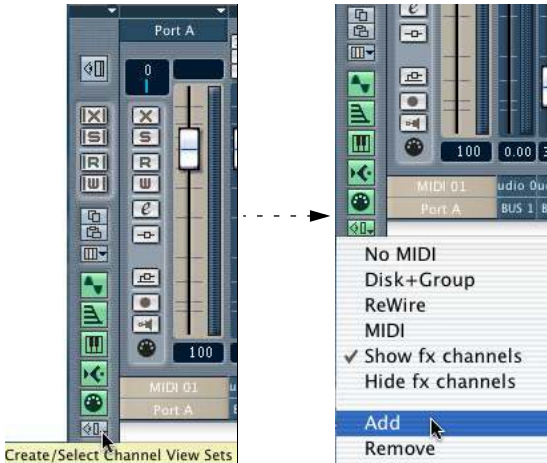 Port A
0
X
X
S
S
R
R
W
W
e
100
MIDI 01
Port A
Create/Select Channel View Sets
e
100
0.00
MIDI 01
Port A
BUS 1
No MIDI
Disk+Group
ReWire
MIDI
✓ Show fx channels
Hide fx channels
Add
Remove